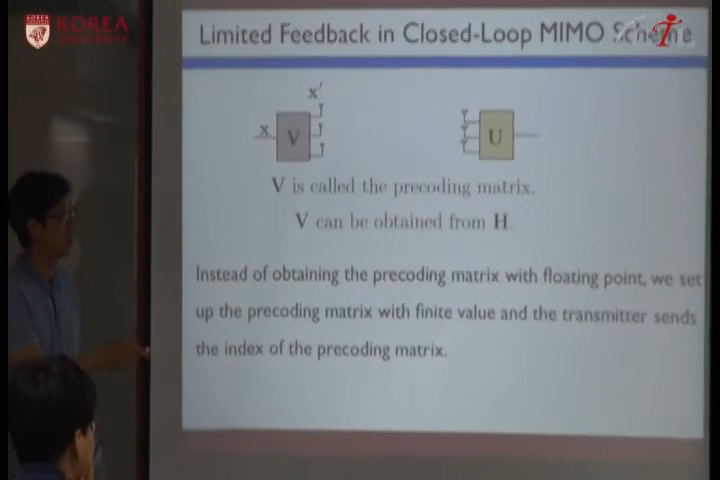 KOREA
Limited Feedback in Closed-Loop MIMO Scheme
x'
x V U
V is called the precoding matrix.
V can be obtained from H.
Instead of obtaining the precoding matrix with floating point, we set
up the precoding matrix with finite value and the transmitter sends
the index of the precoding matrix.